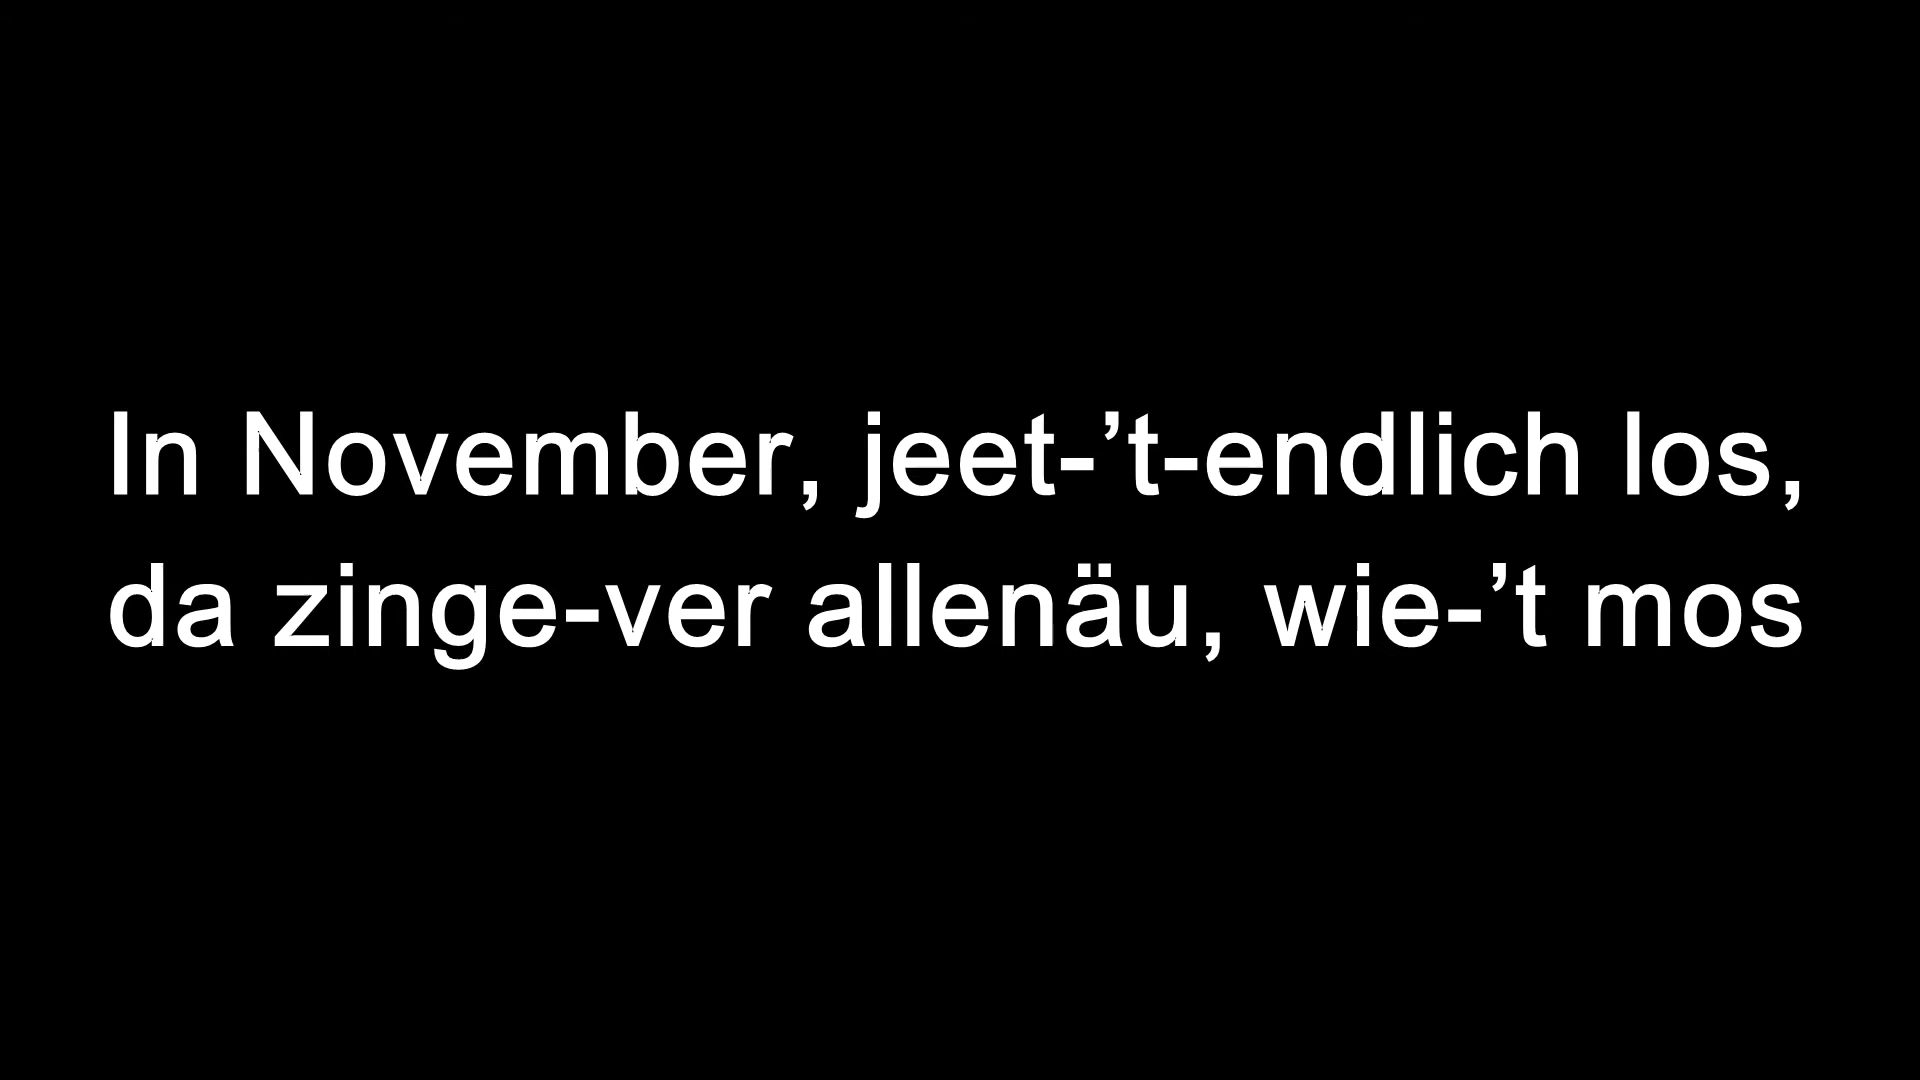 In November, jeet-’t-endlich los,
da zinge-ver allenäu, wie-’t mos